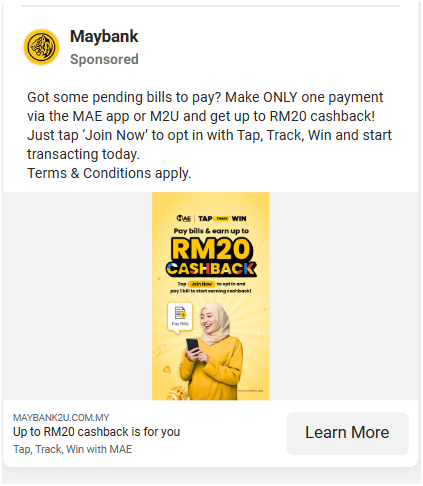 Maybank
Sponsored
Got some pending bills to pay? Make ONLY one payment
via the MAE app or M2U and get up to RM20 cashback!
Just tap ‘Join Now’ to opt in with Tap, Track, Win and start
transacting today.
Terms & Conditions apply.
MAE | TAP TRACK WIN
Pay bills & earn up to
RM20
CASHBACK
Tap Join Now to opt in and
pay 1 bill to start earning cashback!
Pay Bills
MAYBANK2U.COM.MY
Up to RM20 cashback is for you
Tap, Track, Win with MAE
Learn More